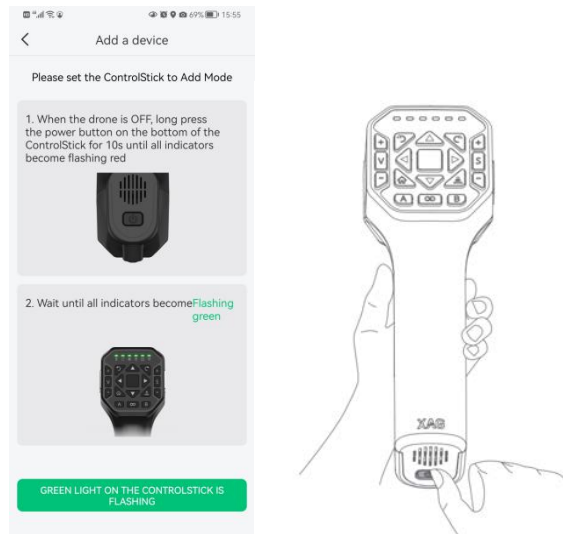 69% 15:55
Add a device
Please set the ControlStick to Add Mode
1. When the drone is OFF, long press
the power button on the bottom of the
ControlStick for 10s until all indicators
become flashing red
2. Wait until all indicators becomeFlashing
green
GREEN LIGHT ON THE CONTROLSTICK IS
FLASHING
+ +
V S
- -
A B
XAG